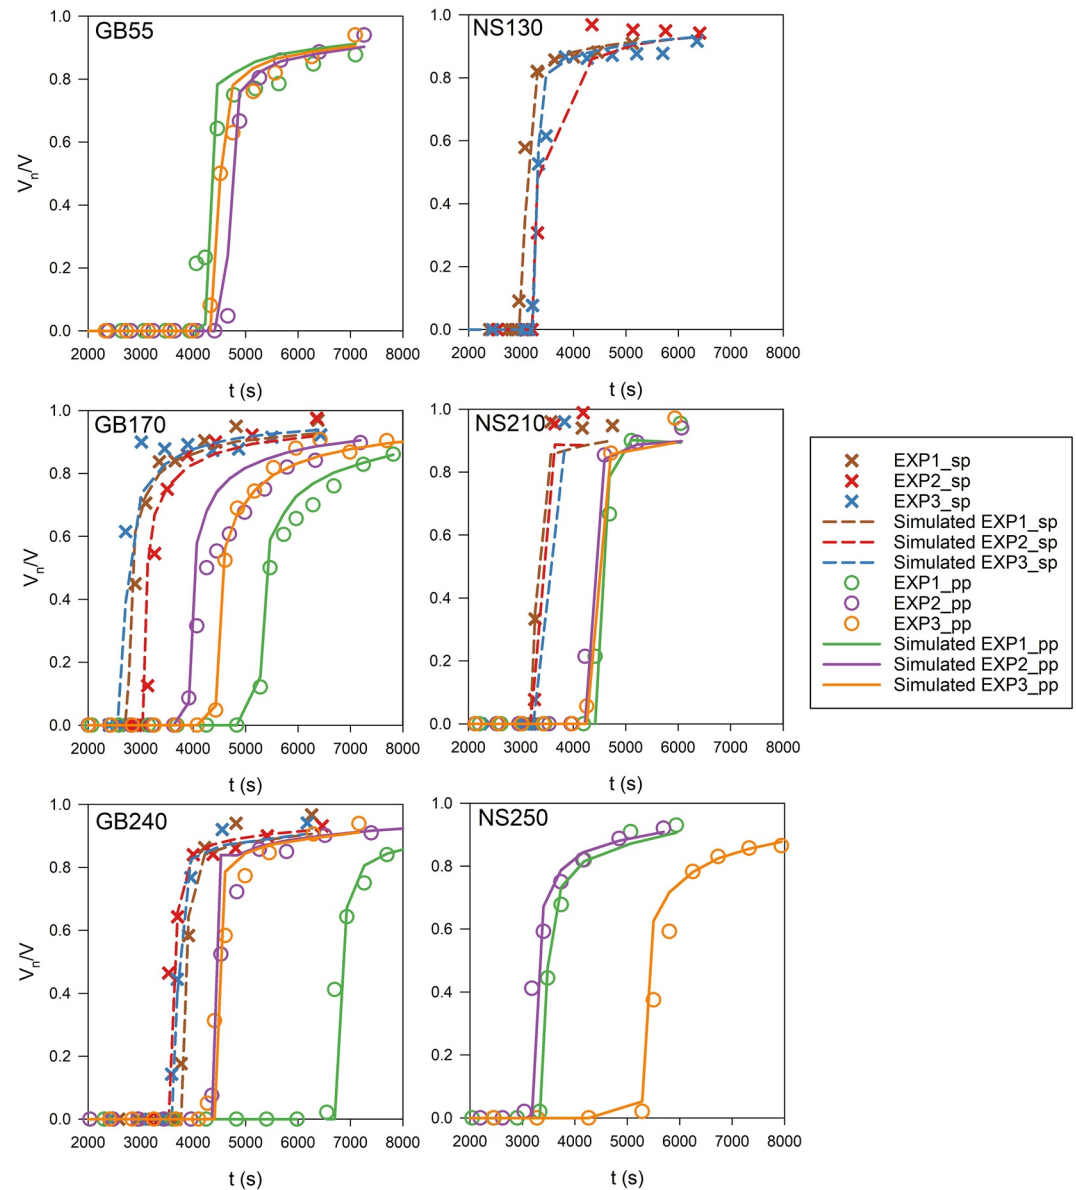 GB55
1.0
0.8
0.6
0.4
0.2
0.0
Vn/V
2000 3000 4000 5000 6000 7000 8000
t (s)
NS130
1.0
0.8
0.6
0.4
0.2
0.0
2000 3000 4000 5000 6000 7000 8000
t (s)
GB170
1.0
0.8
0.6
0.4
0.2
0.0
Vn/V
2000 3000 4000 5000 6000 7000 8000
t (s)
NS210
1.0
0.8
0.6
0.4
0.2
0.0
2000 3000 4000 5000 6000 7000 8000
t (s)
EXP1_sp
EXP2_sp
EXP3_sp
Simulated EXP1_sp
Simulated EXP2_sp
Simulated EXP3_sp
EXP1_pp
EXP2_pp
EXP3_pp
Simulated EXP1_pp
Simulated EXP2_pp
Simulated EXP3_pp
GB240
1.0
0.8
0.6
0.4
0.2
0.0
Vn/V
2000 3000 4000 5000 6000 7000 8000
t (s)
NS250
1.0
0.8
0.6
0.4
0.2
0.0
2000 3000 4000 5000 6000 7000 8000
t (s)